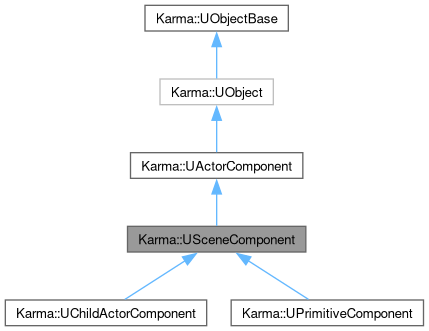 Karma::UObjectBase
Karma::UObject
Karma::UActorComponent
Karma::USceneComponent
Karma::UChildActorComponent
Karma::UPrimitiveComponent